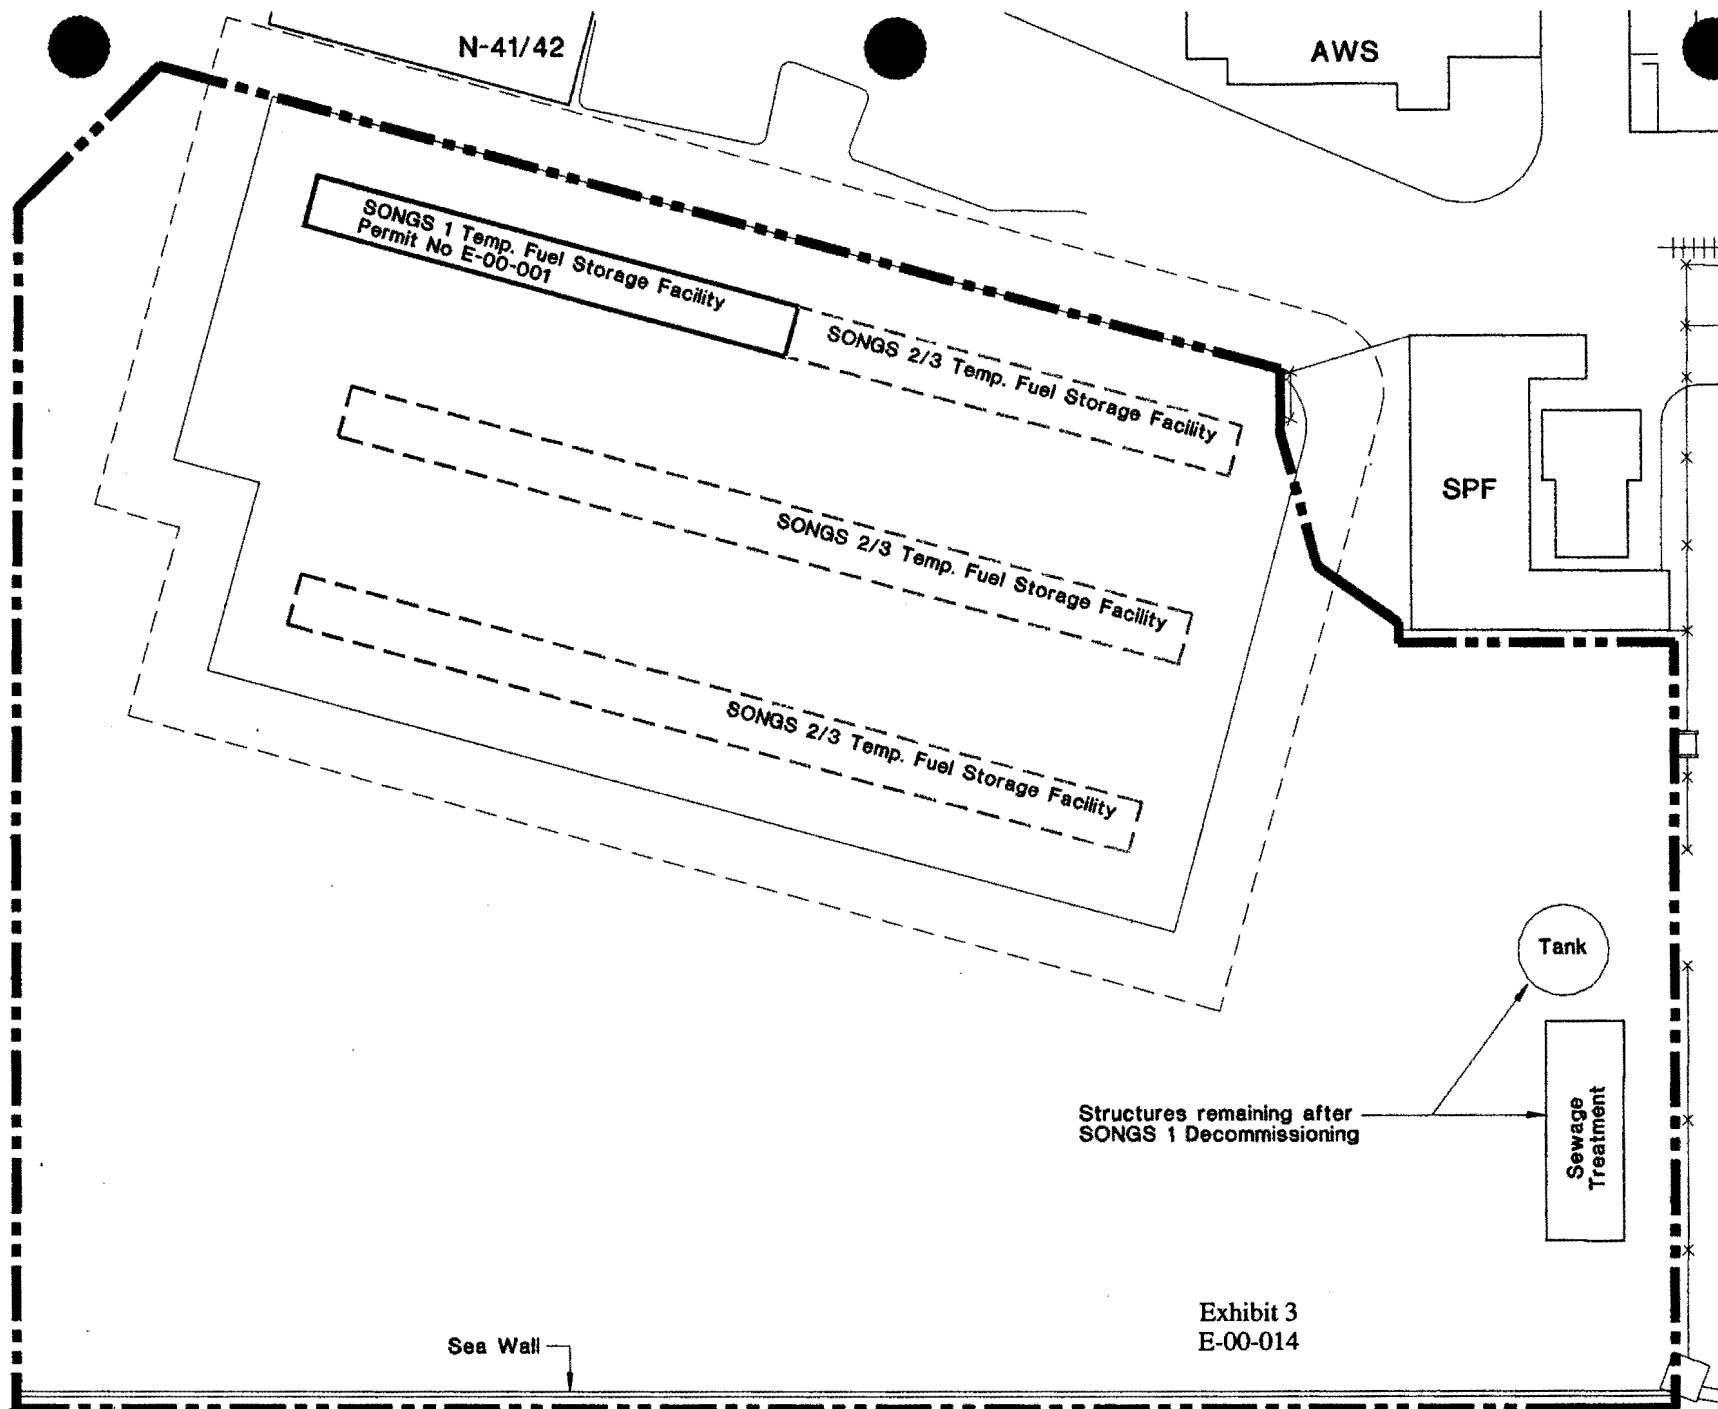 N-41/42
AWS
SONGS 1 Temp. Fuel Storage Facility
Permit No E-00-001
SONGS 2/3 Temp. Fuel Storage Facility
SPF
SONGS 2/3 Temp. Fuel Storage Facility
SONGS 2/3 Temp. Fuel Storage Facility
Tank
Structures remaining after
SONGS 1 Decommissioning
Sewage
Treatment
Exhibit 3
E-00-014
Sea Wall